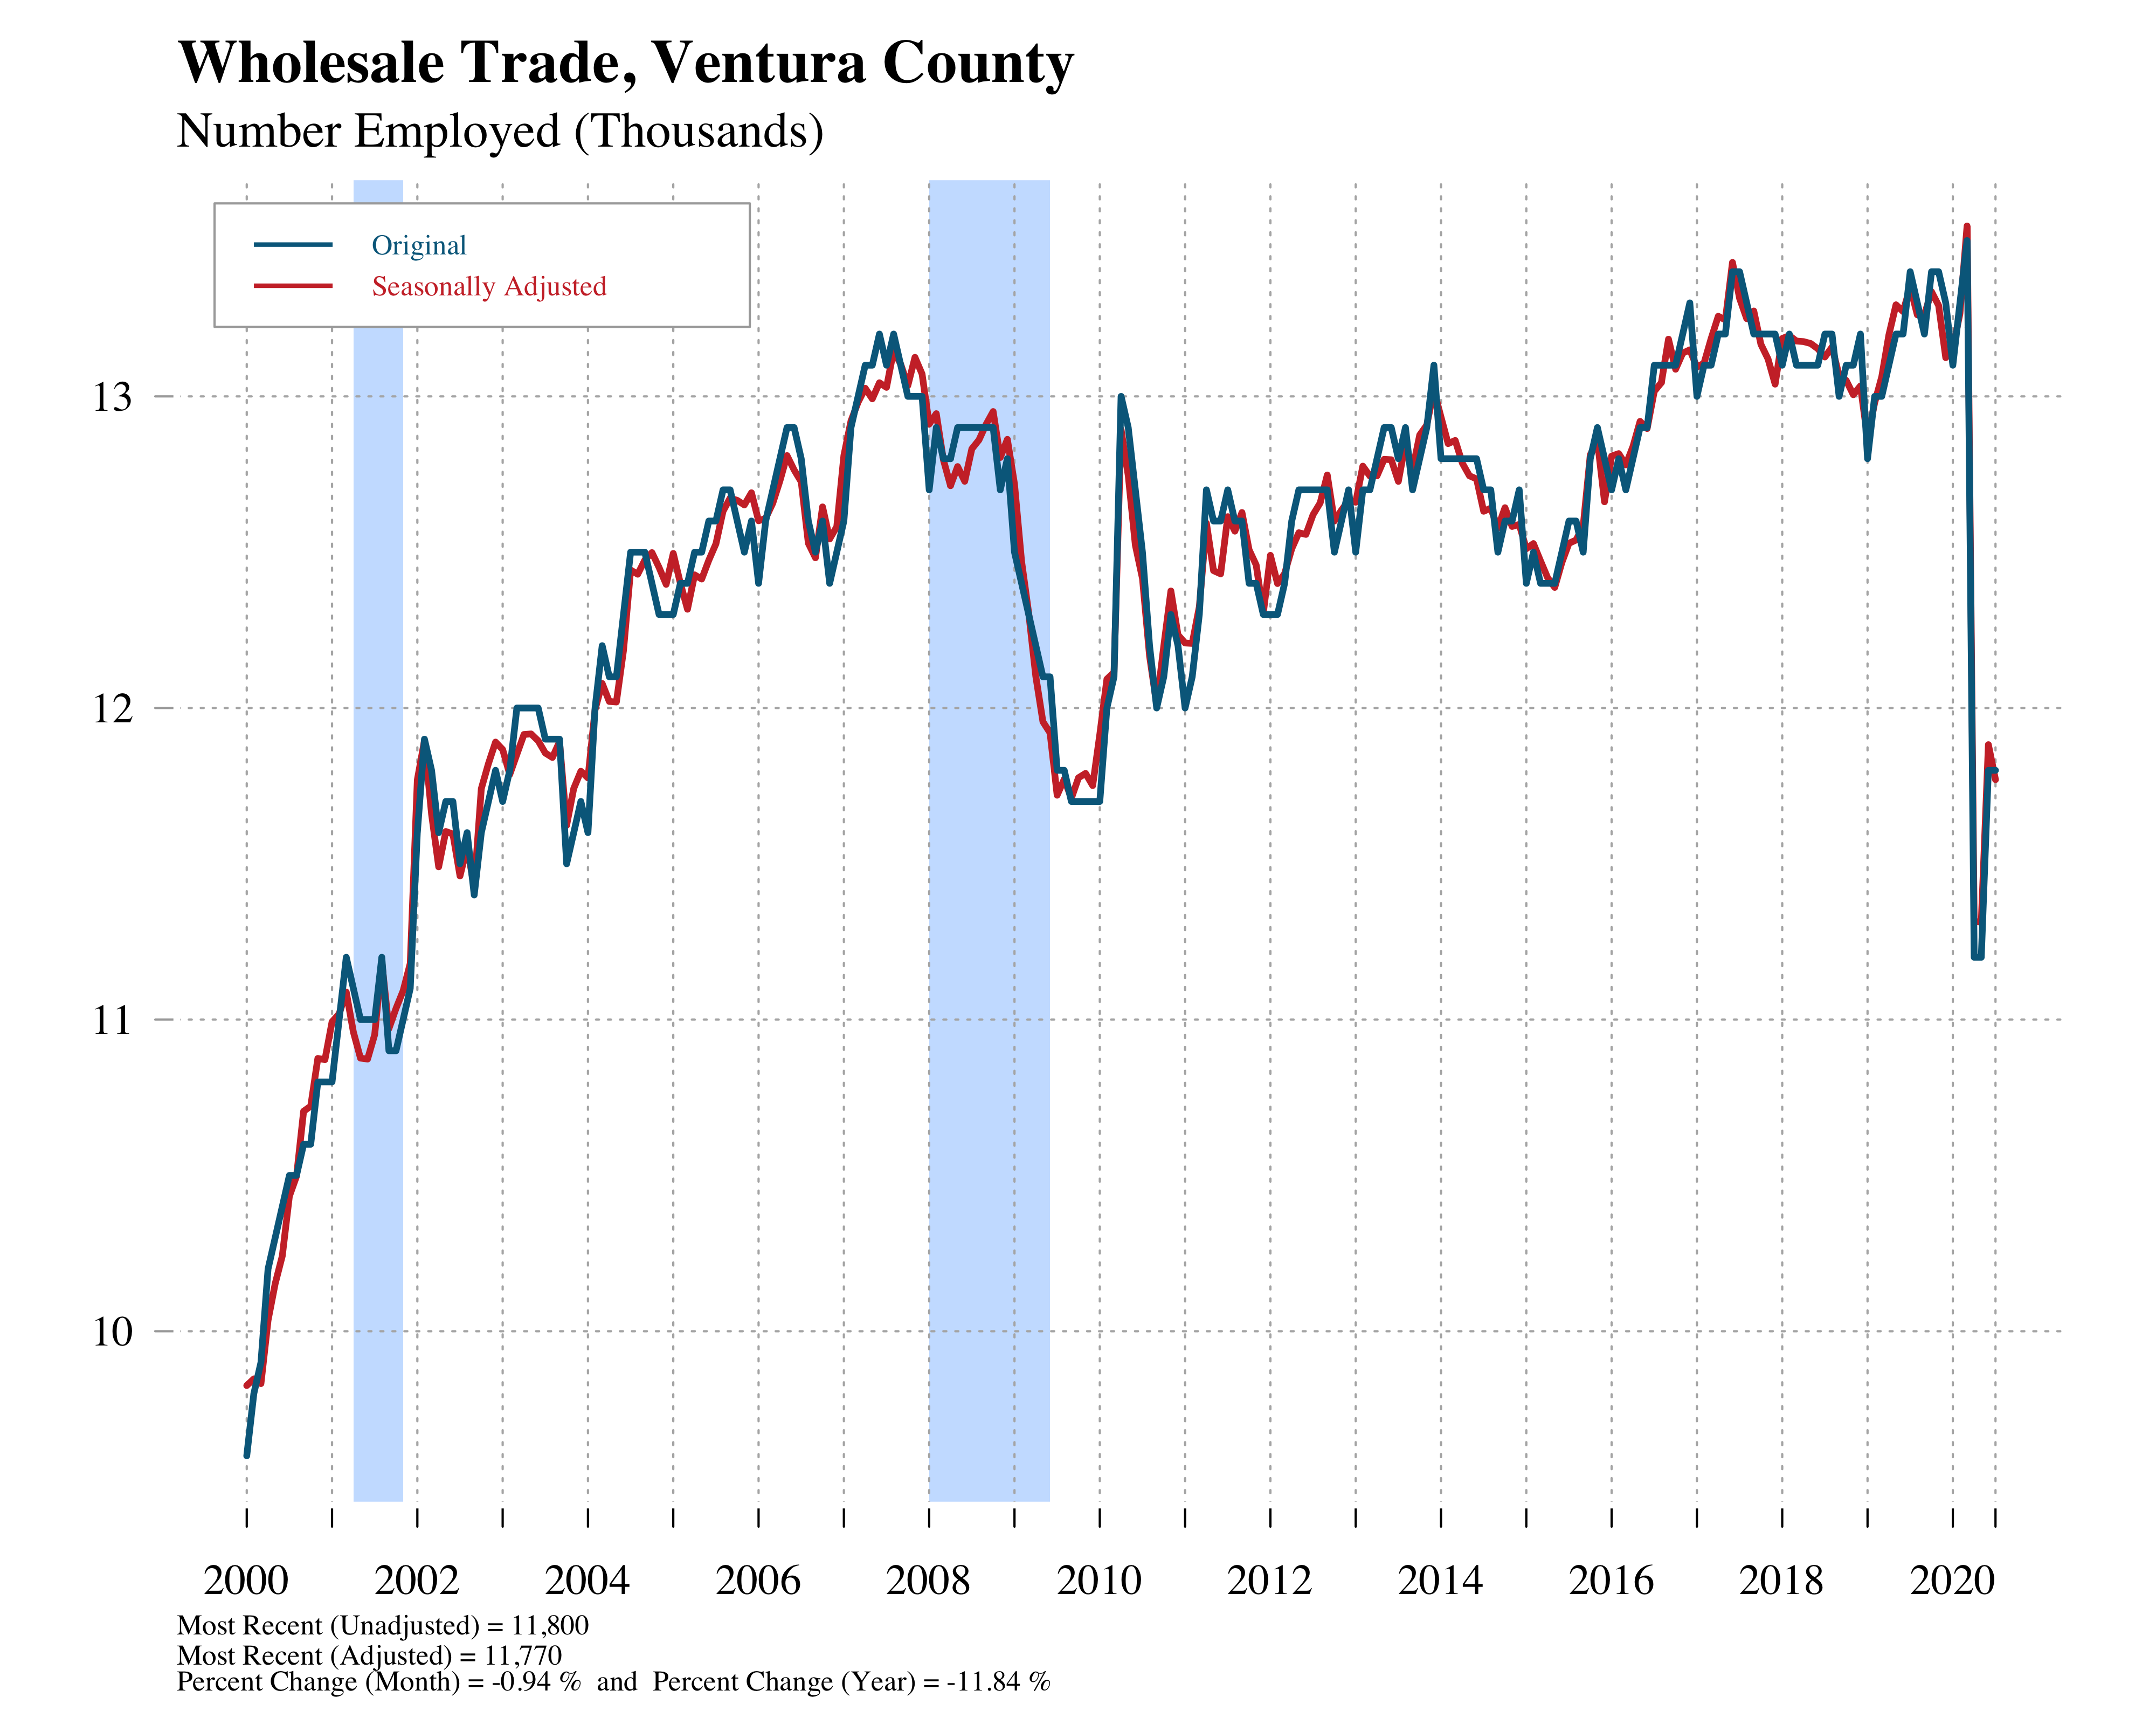 Wholesale Trade, Ventura County
Number Employed (Thousands)
Original
Seasonally Adjusted
13
12
11
10
2000 2002 2004 2006 2008 2010 2012 2014 2016 2018 2020
Most Recent (Unadjusted) = 11,800
Most Recent (Adjusted) = 11,770
Percent Change (Month) = -0.94 % and Percent Change (Year) = -11.84 %